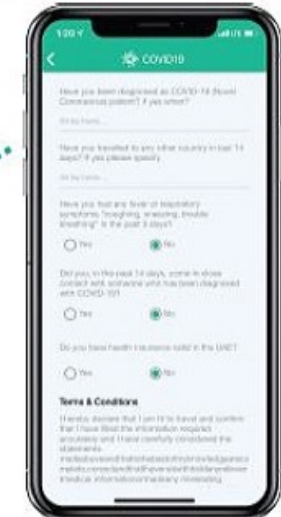 1:20
COVID19
Have you been diagnosed as COVID-19 (Novel
Coronavirus) patient? if yes when?
Have you travelled to any other country in last 14
days? If yes please specify
Have you had any fever or respiratory
symptoms "coughing, sneezing, trouble
breathing" in the past 3 days?
Yes No
Did you, in the past 14 days, come in close
contact with someone who has been diagnosed
with COVID-19?
Yes No
Do you have health insurance valid in the UAE?
Yes No
Terms & Conditions
I hereby declare that I am fit to travel and confirm
that I have filled the information required
accurately and I have carefully considered the
statements